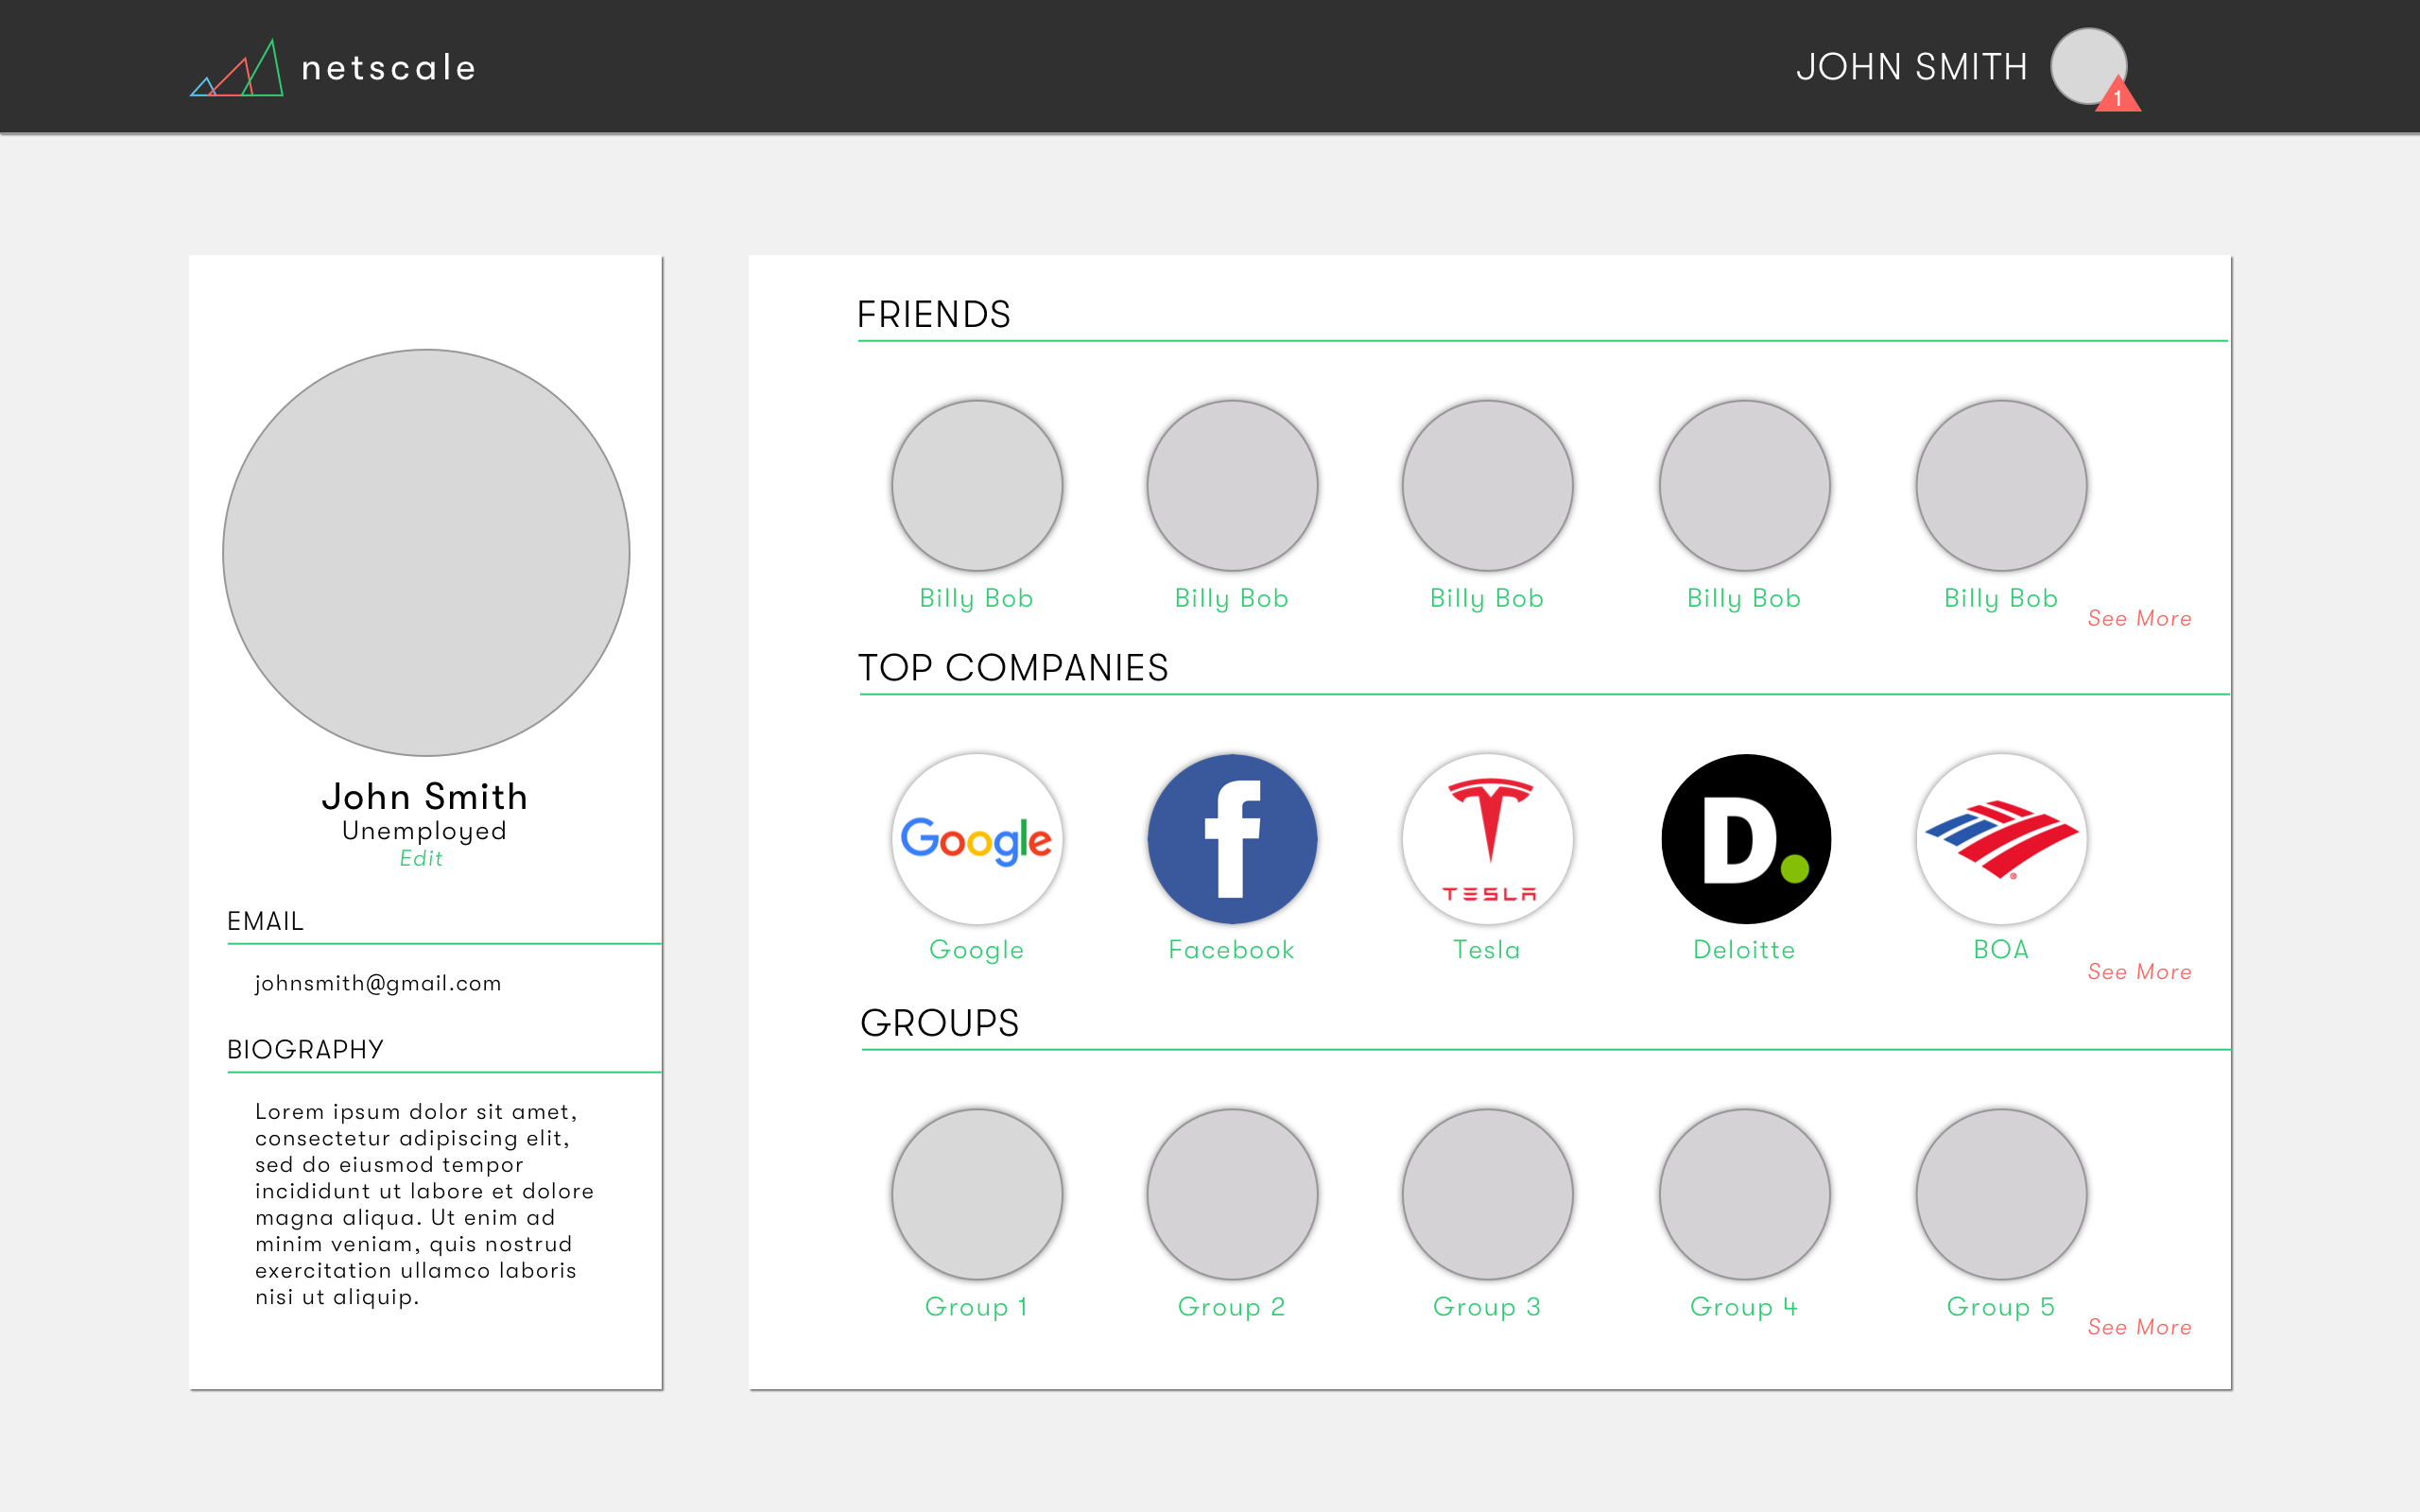 netscale
JOHN SMITH
1
John Smith
Unemployed
Edit
EMAIL
johnsmith@gmail.com
BIOGRAPHY
Lorem ipsum dolor sit amet,
consectetur adipiscing elit,
sed do eiusmod tempor
incididunt ut labore et dolore
magna aliqua. Ut enim ad
minim veniam, quis nostrud
exercitation ullamco laboris
nisi ut aliquip.
FRIENDS
Billy Bob Billy Bob Billy Bob Billy Bob Billy Bob
See More
TOP COMPANIES
Google f TESLA D. ®
Google Facebook Tesla Deloitte BOA
See More
GROUPS
Group 1 Group 2 Group 3 Group 4 Group 5
See More